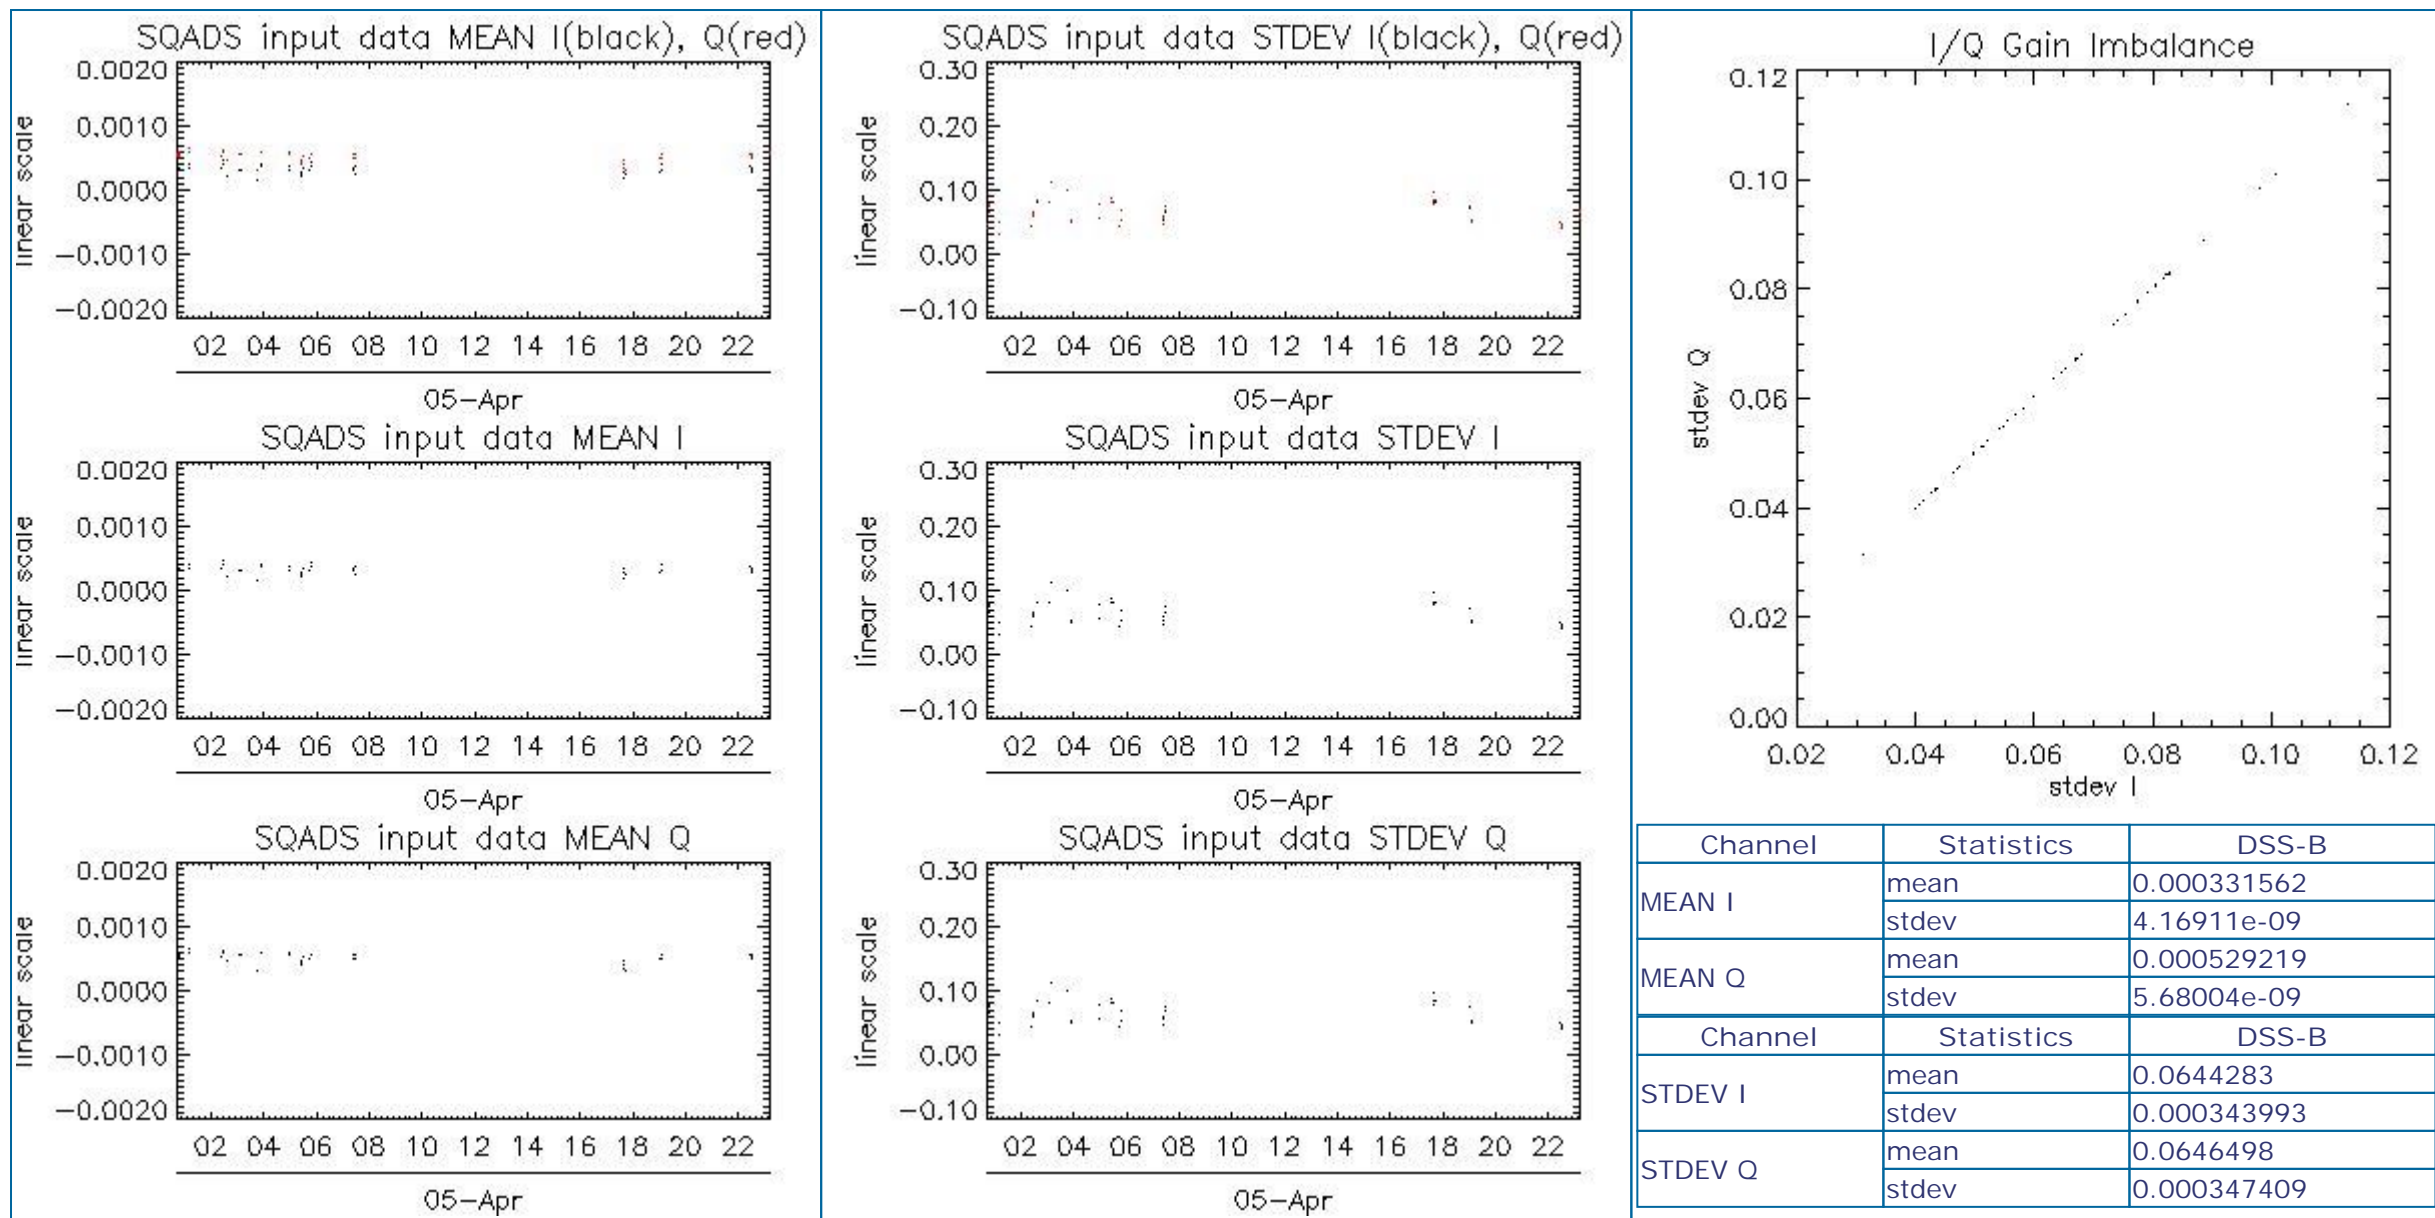 SQADS input data MEAN I(black), Q(red)
linear scale
0.0020
0.0010
0.0000
−0.0010
−0.0020
02 04 06 08 10 12 14 16 18 20 22
05−Apr
SQADS input data MEAN I
linear scale
0.0020
0.0010
0.0000
−0.0010
−0.0020
02 04 06 08 10 12 14 16 18 20 22
05−Apr
SQADS input data MEAN Q
linear scale
0.0020
0.0010
0.0000
−0.0010
−0.0020
02 04 06 08 10 12 14 16 18 20 22
05−Apr
SQADS input data STDEV I(black), Q(red)
linear scale
0.30
0.20
0.10
0.00
−0.10
02 04 06 08 10 12 14 16 18 20 22
05−Apr
SQADS input data STDEV I
linear scale
0.30
0.20
0.10
0.00
−0.10
02 04 06 08 10 12 14 16 18 20 22
05−Apr
SQADS input data STDEV Q
linear scale
0.30
0.20
0.10
0.00
−0.10
02 04 06 08 10 12 14 16 18 20 22
05−Apr
I/Q Gain Imbalance
stdev Q
0.12
0.10
0.08
0.06
0.04
0.02
0.00
0.02 0.04 0.06 0.08 0.10 0.12
stdev I
Channel Statistics DSS-B
MEAN I mean 0.000331562
stdev 4.16911e-09
MEAN Q mean 0.000529219
stdev 5.68004e-09
Channel Statistics DSS-B
STDEV I mean 0.0644283
stdev 0.000343993
STDEV Q mean 0.0646498
stdev 0.000347409